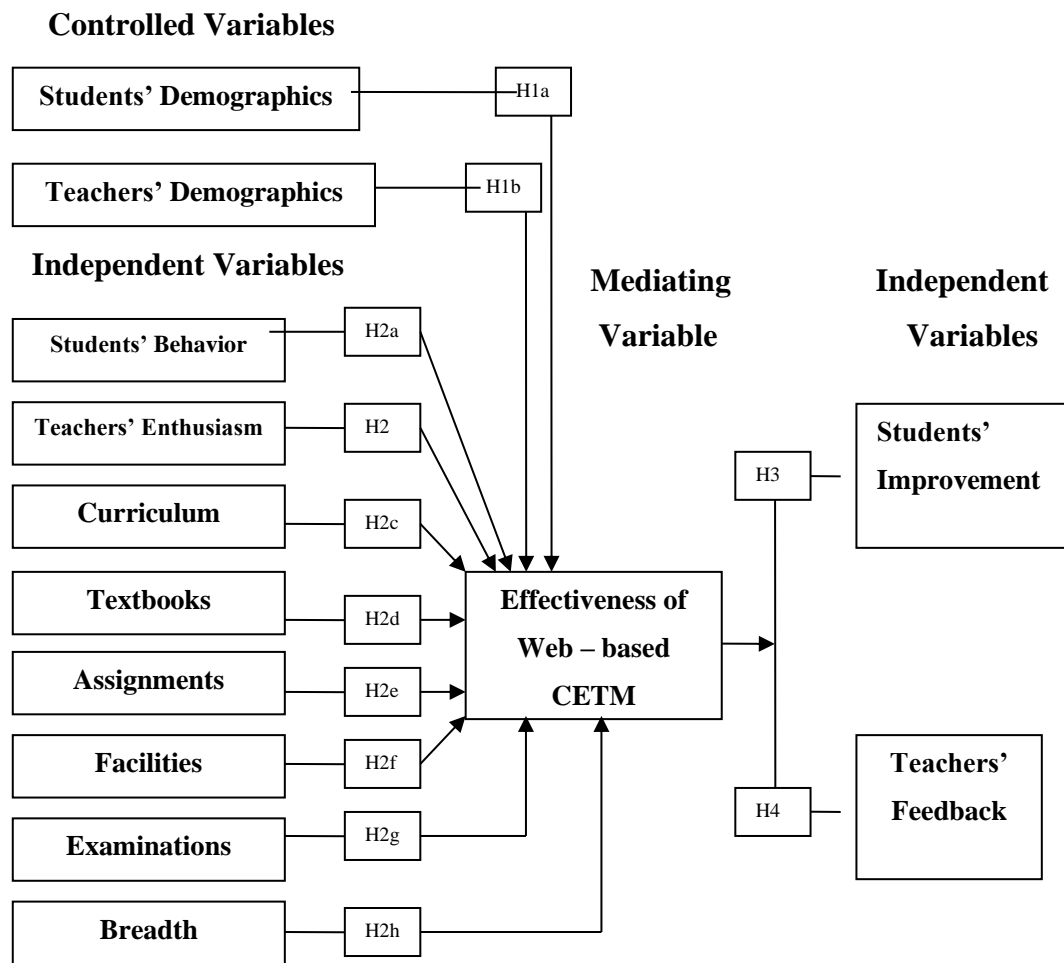 Controlled Variables
Students’ Demographics
H1a
Teachers’ Demographics
H1b
Independent Variables
Mediating
Variable
Independent
Variables
Students’ Behavior
H2a
Teachers’ Enthusiasm
H2
Curriculum
H2c
Textbooks
H2d
Assignments
H2e
Facilities
H2f
Examinations
H2g
Breadth
H2h
Effectiveness of
Web – based
CETM
H3
Students’
Improvement
H4
Teachers’
Feedback